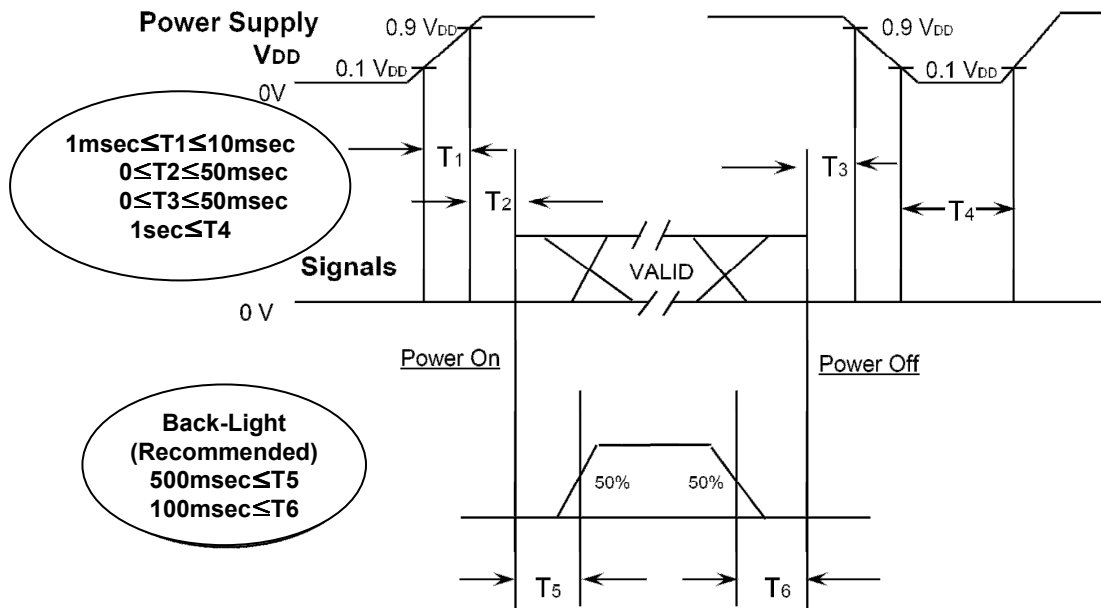 Power Supply
VDD
0.9 VDD
0.9 VDD
0.1 VDD
0.1 VDD
0V
1msec≤T1≤10msec
0≤T2≤50msec
0≤T3≤50msec
1sec≤T4
T1
T3
T2
T4
Signals
VALID
0 V
Power On
Power Off
Back-Light
(Recommended)
500msec≤T5
100msec≤T6
50%
50%
T5
T6